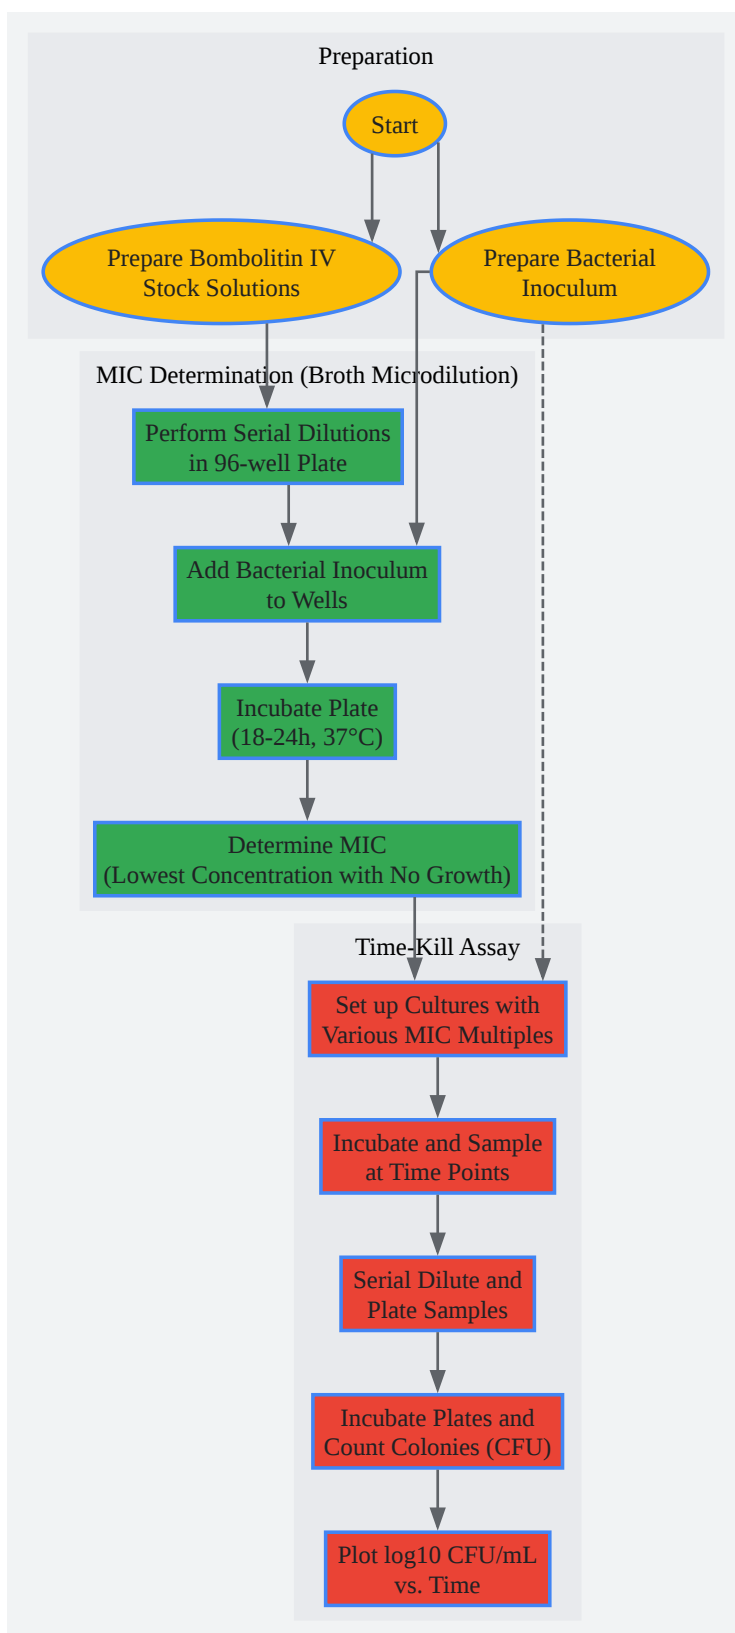 Preparation
Start
Prepare Bombolitin IV
Stock Solutions
Prepare Bacterial
Inoculum
MIC Determination (Broth Microdilution)
Perform Serial Dilutions
in 96-well Plate
Add Bacterial Inoculum
to Wells
Incubate Plate
(18-24h, 37°C)
Determine MIC
(Lowest Concentration with No Growth)
Time-Kill Assay
Set up Cultures with
Various MIC Multiples
Incubate and Sample
at Time Points
Serial Dilute and
Plate Samples
Incubate Plates and
Count Colonies (CFU)
Plot log10 CFU/mL
vs. Time